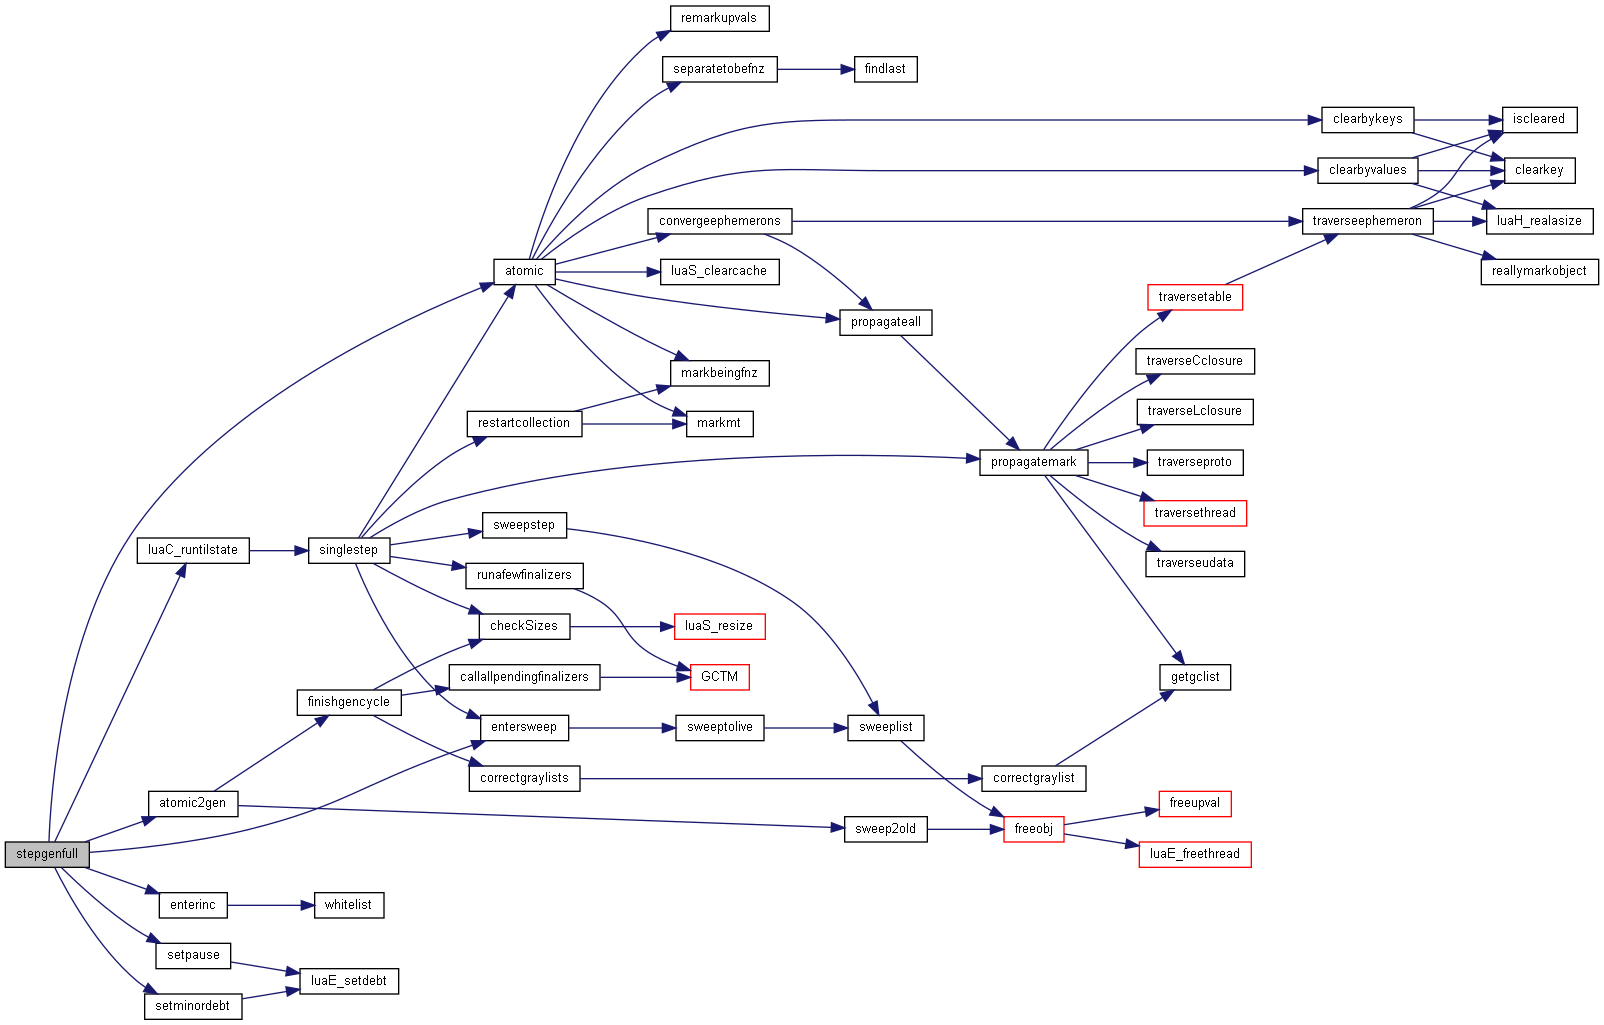 remarkupvals
separatetobefnz
findlast
clearbykeys
iscleared
clearbyvalues
clearkey
convergeephemerons
traverseephemeron
luaH_realasize
atomic
luaS_clearcache
reallymarkobject
traversetable
propagateall
traverseCclosure
markbeingfnz
traverseLclosure
restartcollection
markmt
propagatemark
traverseproto
traversethread
sweepstep
luaC_runtilstate
singlestep
traverseudata
runafewfinalizers
checkSizes
luaS_resize
callallpendingfinalizers
GCTM
getgclist
finishgencycle
entersweep
sweeptolive
sweeplist
correctgraylists
correctgraylist
atomic2gen
freeupval
sweep2old
freeobj
stepgenfull
luaE_freethread
enterinc
whitelist
setpause
luaE_setdebt
setminordebt